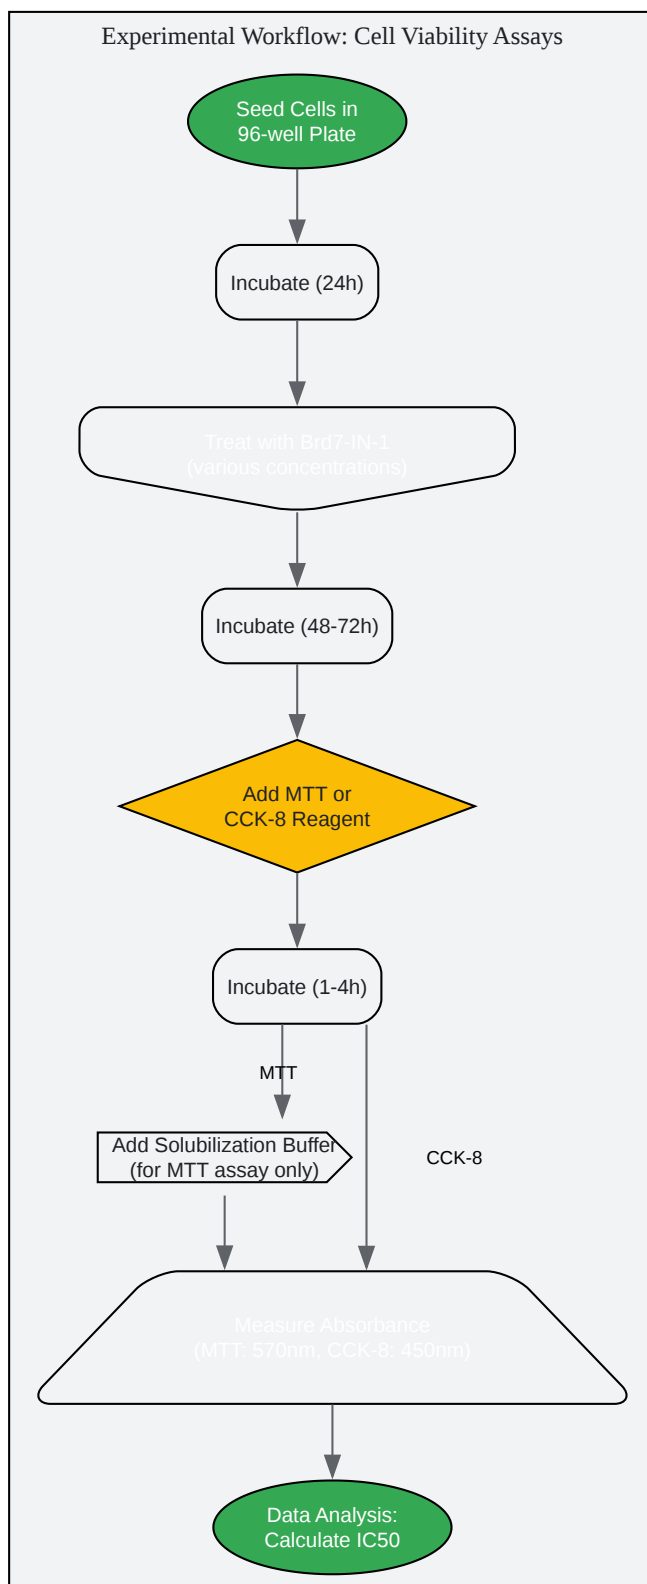 Experimental Workflow: Cell Viability Assays
Seed Cells in
96-well Plate
Incubate (24h)
Treat with Brd7-IN-1
(various concentrations)
Incubate (48-72h)
Add MTT or
CCK-8 Reagent
Incubate (1-4h)
MTT
Add Solubilization Buffer
(for MTT assay only)
CCK-8
Measure Absorbance
(MTT: 570nm, CCK-8: 450nm)
Data Analysis:
Calculate IC50